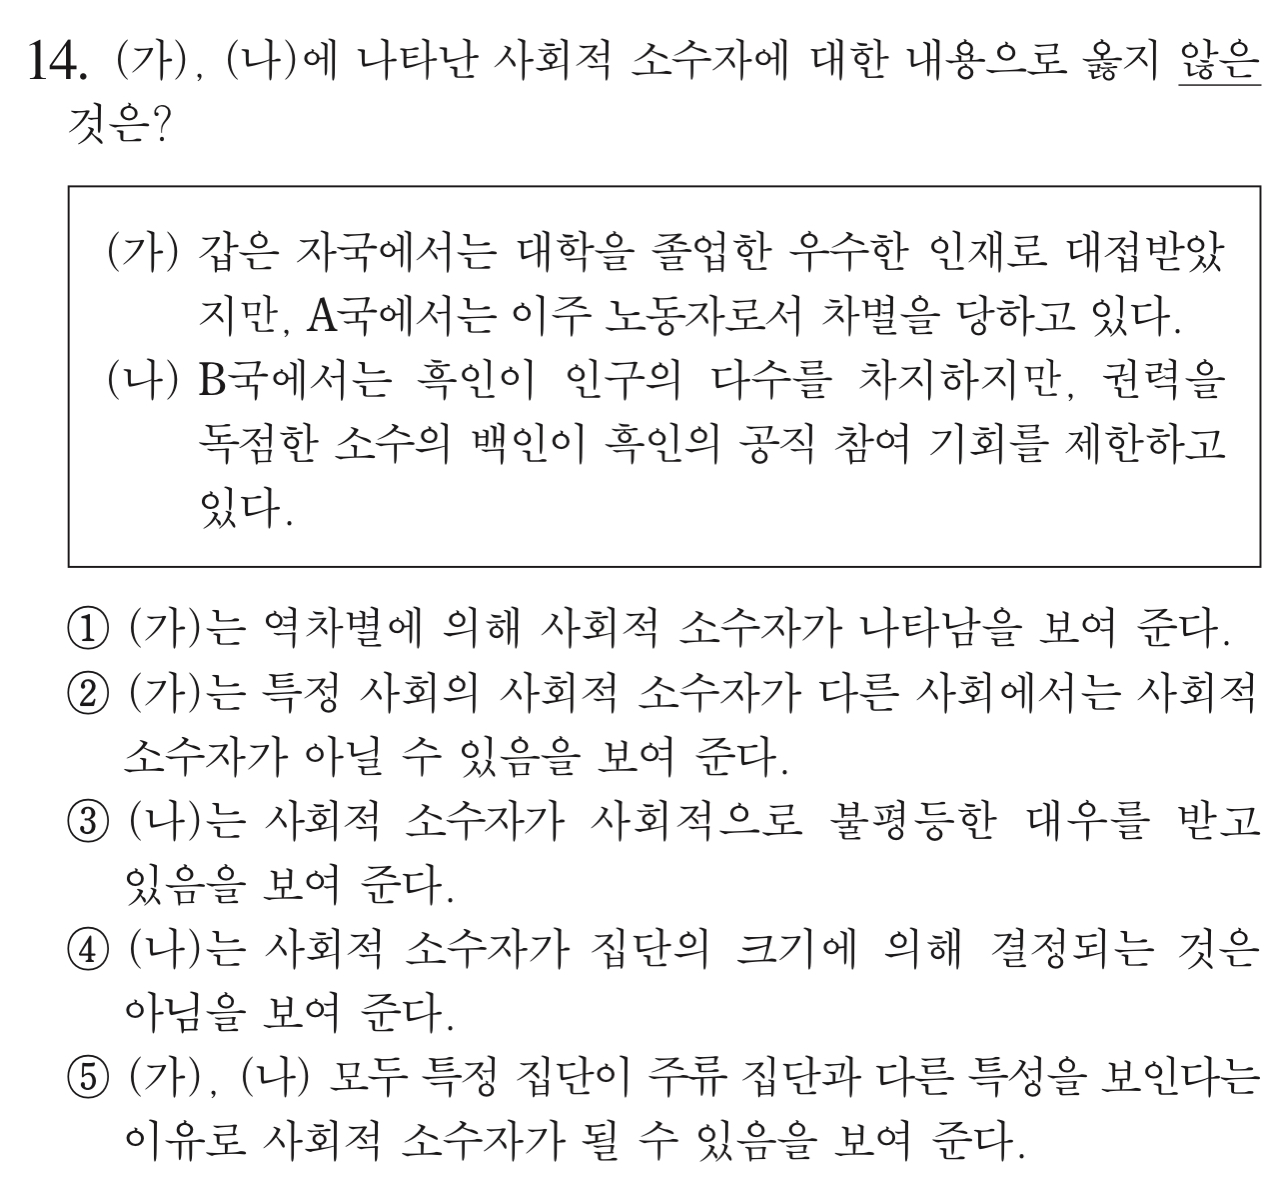 14. (가), (나)에 나타난 사회적 소수자에 대한 내용으로 옳지 않은
것은?
(가) 갑은 자국에서는 대학을 졸업한 우수한 인재로 대접받았
지만, A국에서는 이주 노동자로서 차별을 당하고 있다.
(나) B국에서는 흑인이 인구의 다수를 차지하지만, 권력을
독점한 소수의 백인이 흑인의 공직 참여 기회를 제한하고
있다.
① (가)는 역차별에 의해 사회적 소수자가 나타남을 보여 준다.
② (가)는 특정 사회의 사회적 소수자가 다른 사회에서는 사회적
소수자가 아닐 수 있음을 보여 준다.
③ (나)는 사회적 소수자가 사회적으로 불평등한 대우를 받고
있음을 보여 준다.
④ (나)는 사회적 소수자가 집단의 크기에 의해 결정되는 것은
아님을 보여 준다.
⑤ (가), (나) 모두 특정 집단이 주류 집단과 다른 특성을 보인다는
이유로 사회적 소수자가 될 수 있음을 보여 준다.